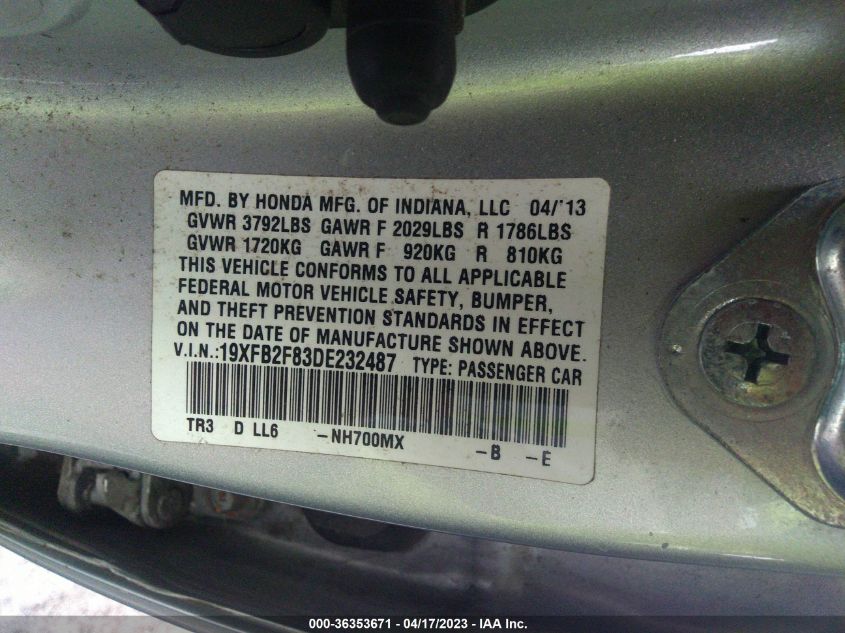 MFD. BY HONDA MFG. OF INDIANA, LLC 04/'13
GVWR 3792LBS GAWR F 2029LBS R 1786LBS
GVWR 1720KG GAWR F 920KG R 810KG
THIS VEHICLE CONFORMS TO ALL APPLICABLE
FEDERAL MOTOR VEHICLE SAFETY, BUMPER,
AND THEFT PREVENTION STANDARDS IN EFFECT
ON THE DATE OF MANUFACTURE SHOWN ABOVE.
V.I.N.:19XFB2F83DE232487 TYPE: PASSENGER CAR
TR3 D LL6 -NH700MX -B -E
000-36353671 - 04/17/2023 - IAA Inc.